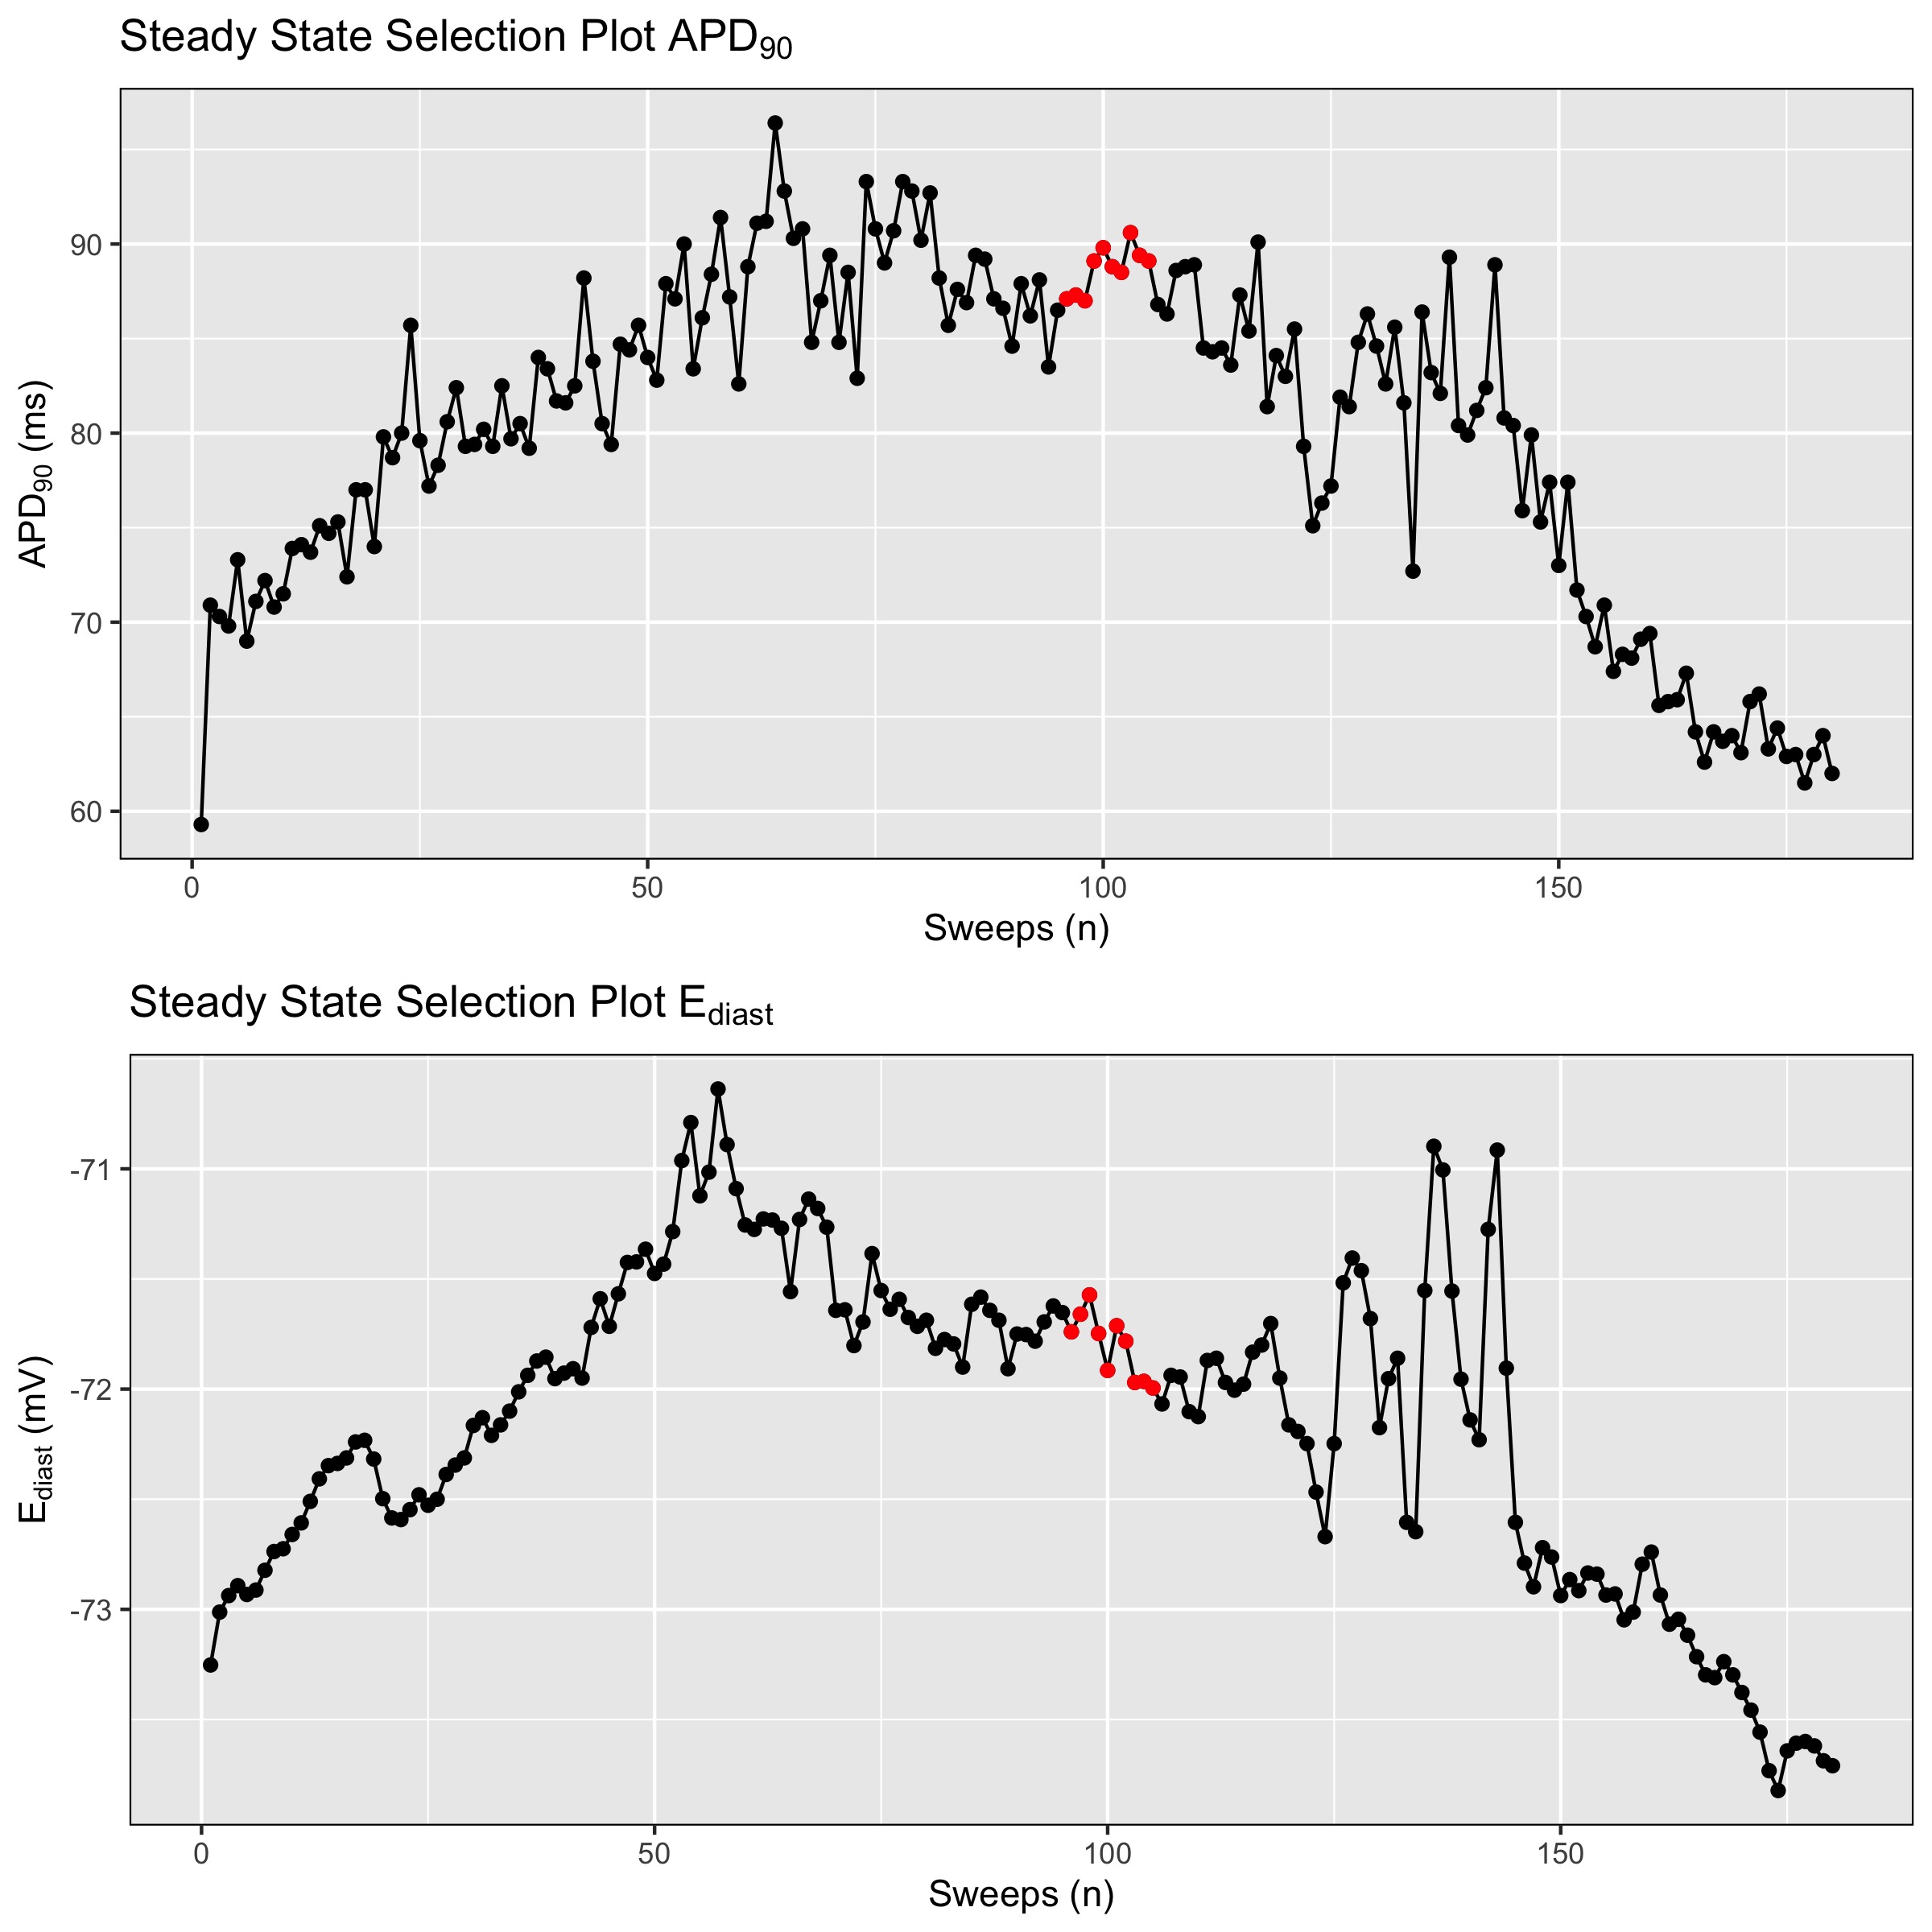 Steady State Selection Plot APD90
APD90 (ms)
90
80
70
60
0 50 100 150
Sweeps (n)
Steady State Selection Plot Ediast
Ediast (mV)
-71
-72
-73
0 50 100 150
Sweeps (n)